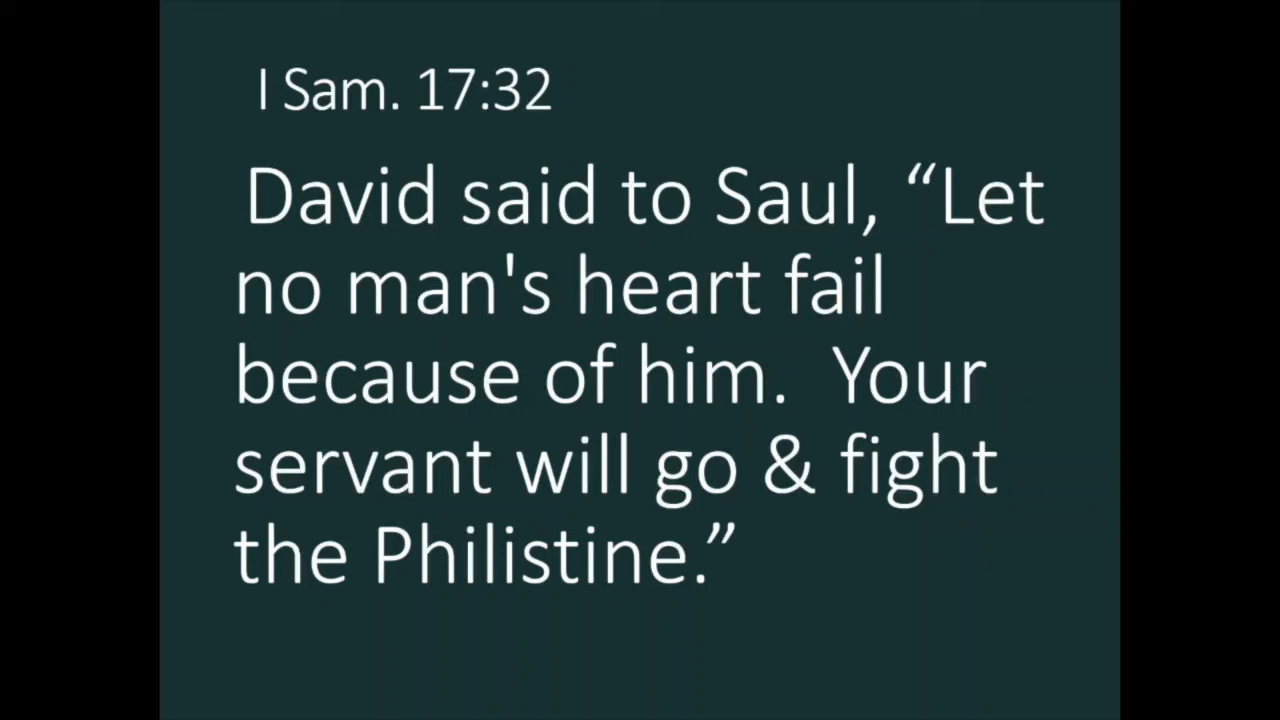 I Sam. 17:32
David said to Saul, “Let
no man's heart fail
because of him.  Your
servant will go & fight
the Philistine.”